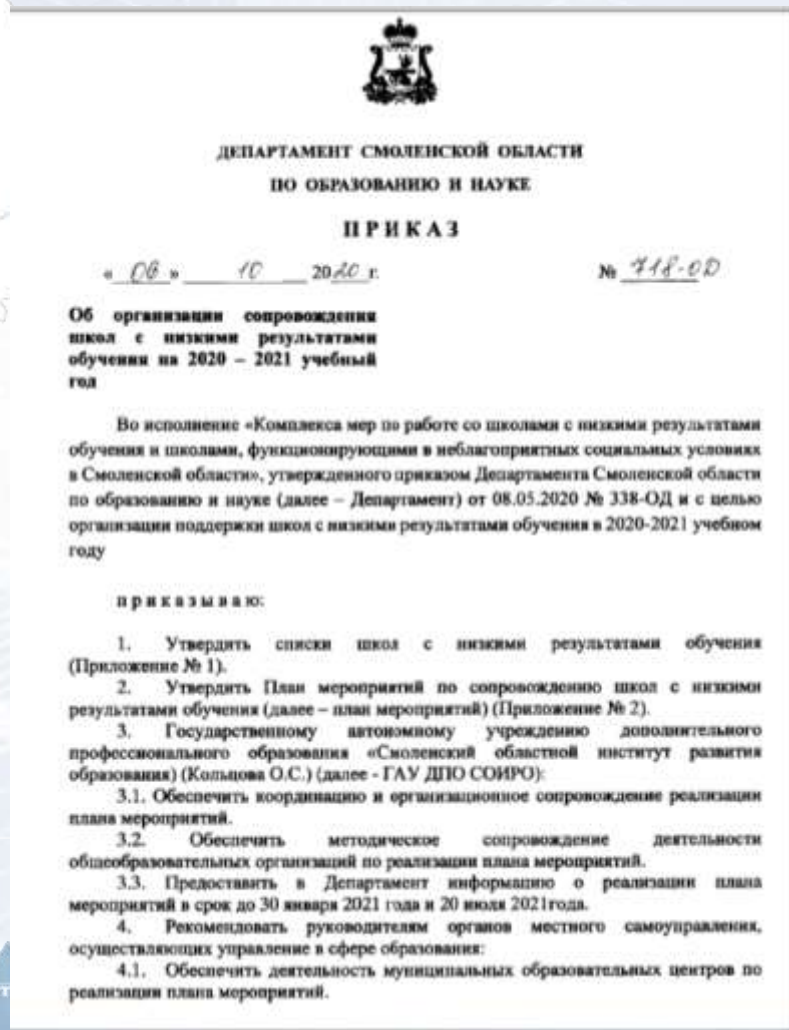 ДЕПАРТАМЕНТ СМОЛЕНСКОЙ ОБЛАСТИ
ПО ОБРАЗОВАНИЮ И НАУКЕ
ПРИКАЗ
« 06 » 10 2020 г. № 718-ОД
Об организации сопровождения
школ с низкими результатами
обучения на 2020 – 2021 учебный
год
Во исполнение «Комплекса мер по работе со школами с низкими результатами
обучения и школами, функционирующими в неблагоприятных социальных условиях
в Смоленской области», утвержденного приказом Департамента Смоленской области
по образованию и науке (далее – Департамент) от 08.05.2020 № 338-ОД и с целью
организации поддержки школ с низкими результатами обучения в 2020-2021 учебном
году
приказываю:
1. Утвердить списки школ с низкими результатами обучения
(Приложение № 1).
2. Утвердить План мероприятий по сопровождению школ с низкими
результатами обучения (далее – план мероприятий) (Приложение № 2).
3. Государственному автономному учреждению дополнительного
профессионального образования «Смоленский областной институт развития
образования) (Кольцова О.С.) (далее - ГАУ ДПО СОИРО):
3.1. Обеспечить координацию и организационное сопровождение реализации
плана мероприятий.
3.2. Обеспечить методическое сопровождение деятельности
общеобразовательных организаций по реализации плана мероприятий.
3.3. Предоставить в Департамент информацию о реализации плана
мероприятий в срок до 30 января 2021 года и 20 июля 2021года.
4. Рекомендовать руководителям органов местного самоуправления,
осуществляющих управление в сфере образования:
4.1. Обеспечить деятельность муниципальных образовательных центров по
реализации плана мероприятий.